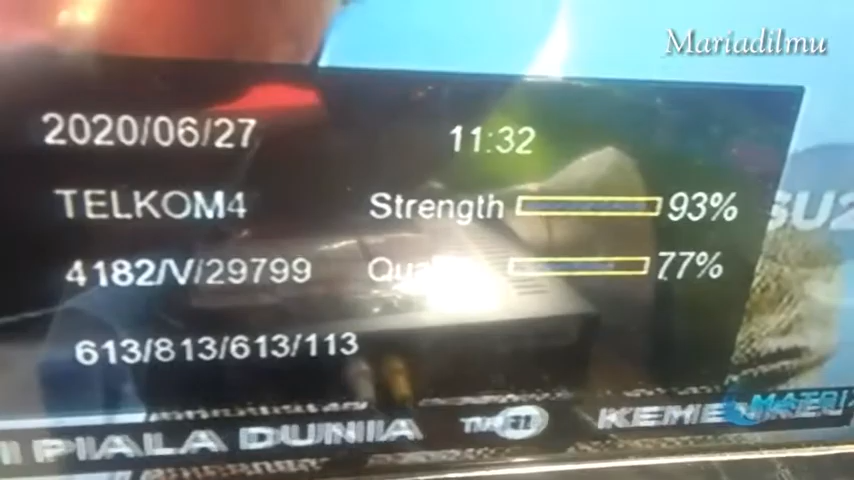 Mariadilmu
2020/06/27
11:32
TELKOM4
Strength 93%
4182/V/29799
77%
613/813/613/113
PIALA DUNIA